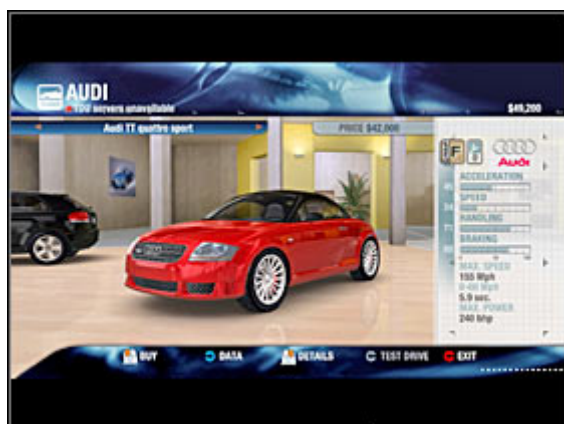 AUDI
TDU servers unavailable
$49,200
Audi TT quattro sport
PRICE $42,000
F
Audi
ACCELERATION
SPEED
HANDLING
BRAKING
MAX. SPEED
155 Mph
0-60 Mph
5.9 sec.
MAX. POWER
240 bhp
BUY
DATA
DETAILS
TEST DRIVE
EXIT